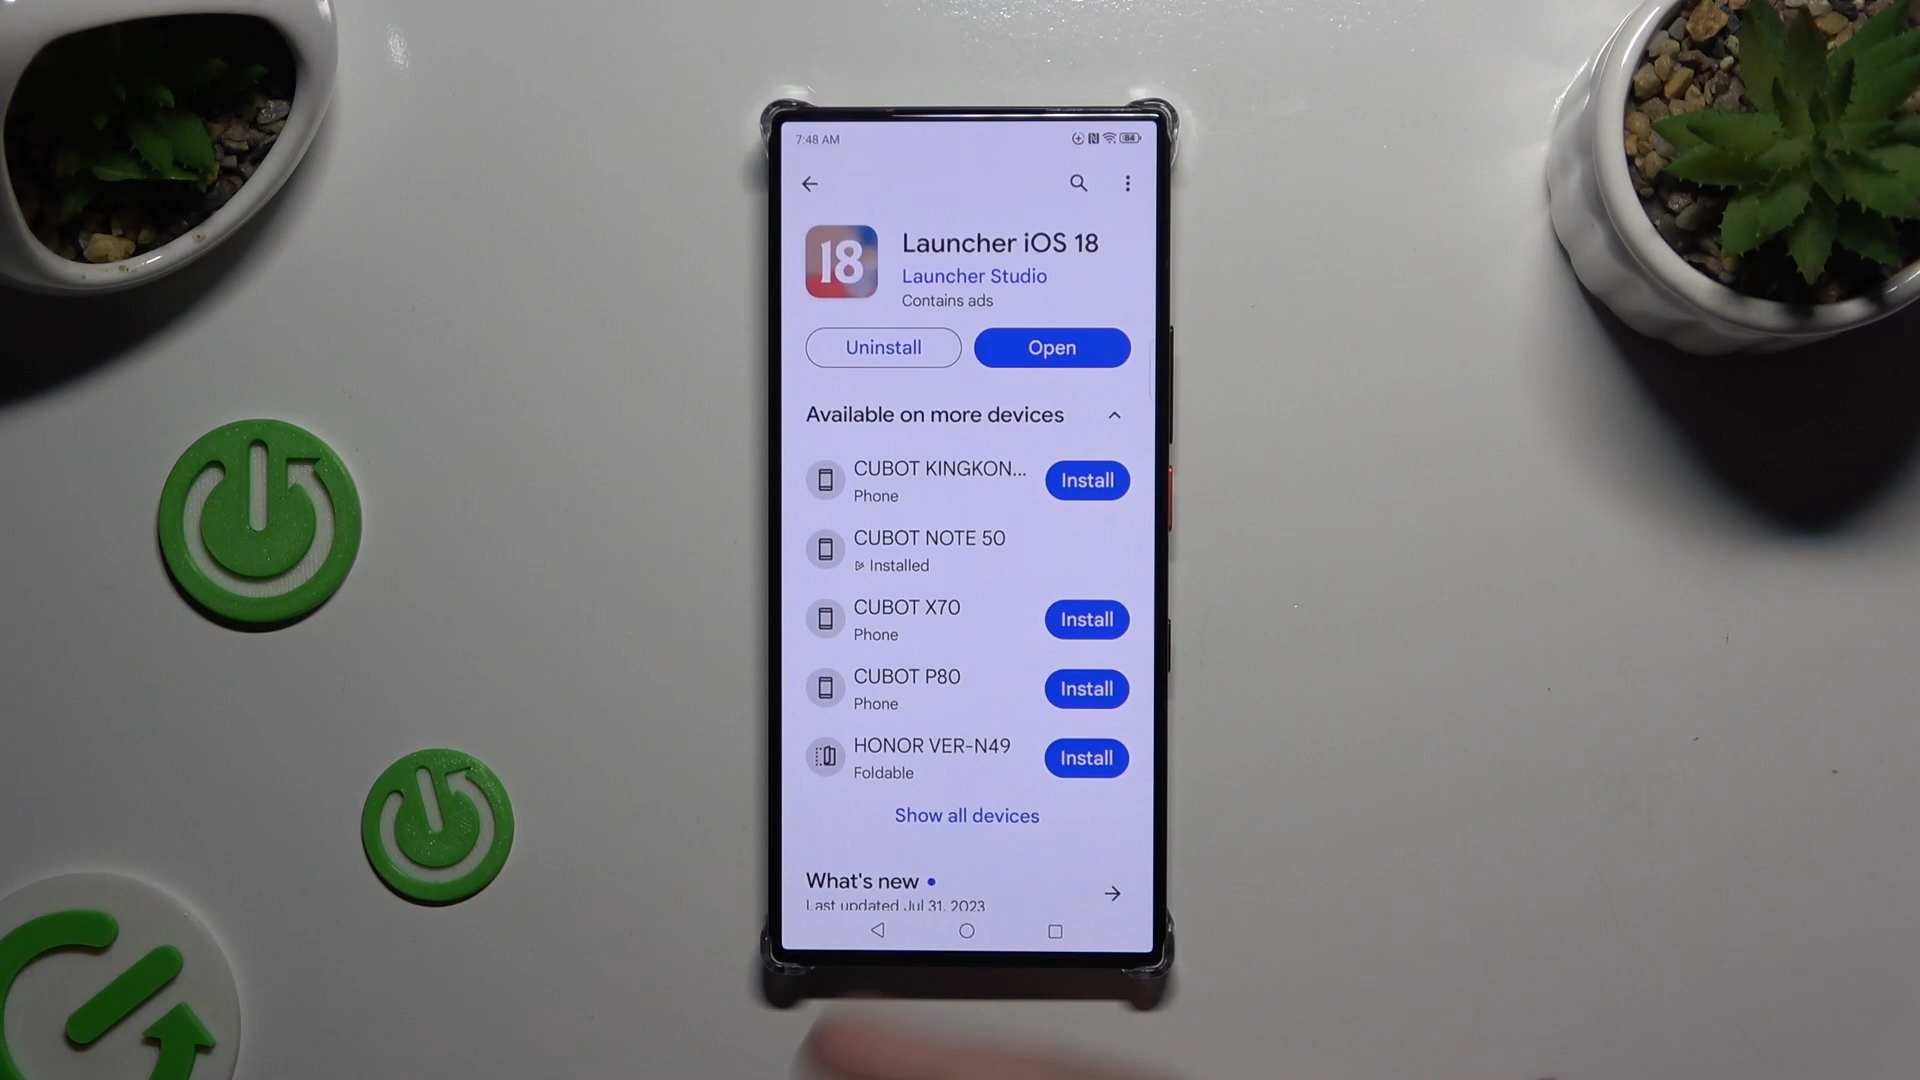 7:48 AM
84
18
Launcher iOS 18
Launcher Studio
Contains ads
Uninstall
Open
Available on more devices
CUBOT KINGKON...
Phone
Install
CUBOT NOTE 50
Installed
CUBOT X70
Phone
Install
CUBOT P80
Phone
Install
HONOR VER-N49
Foldable
Install
Show all devices
What's new
Last updated Jul 31, 2023